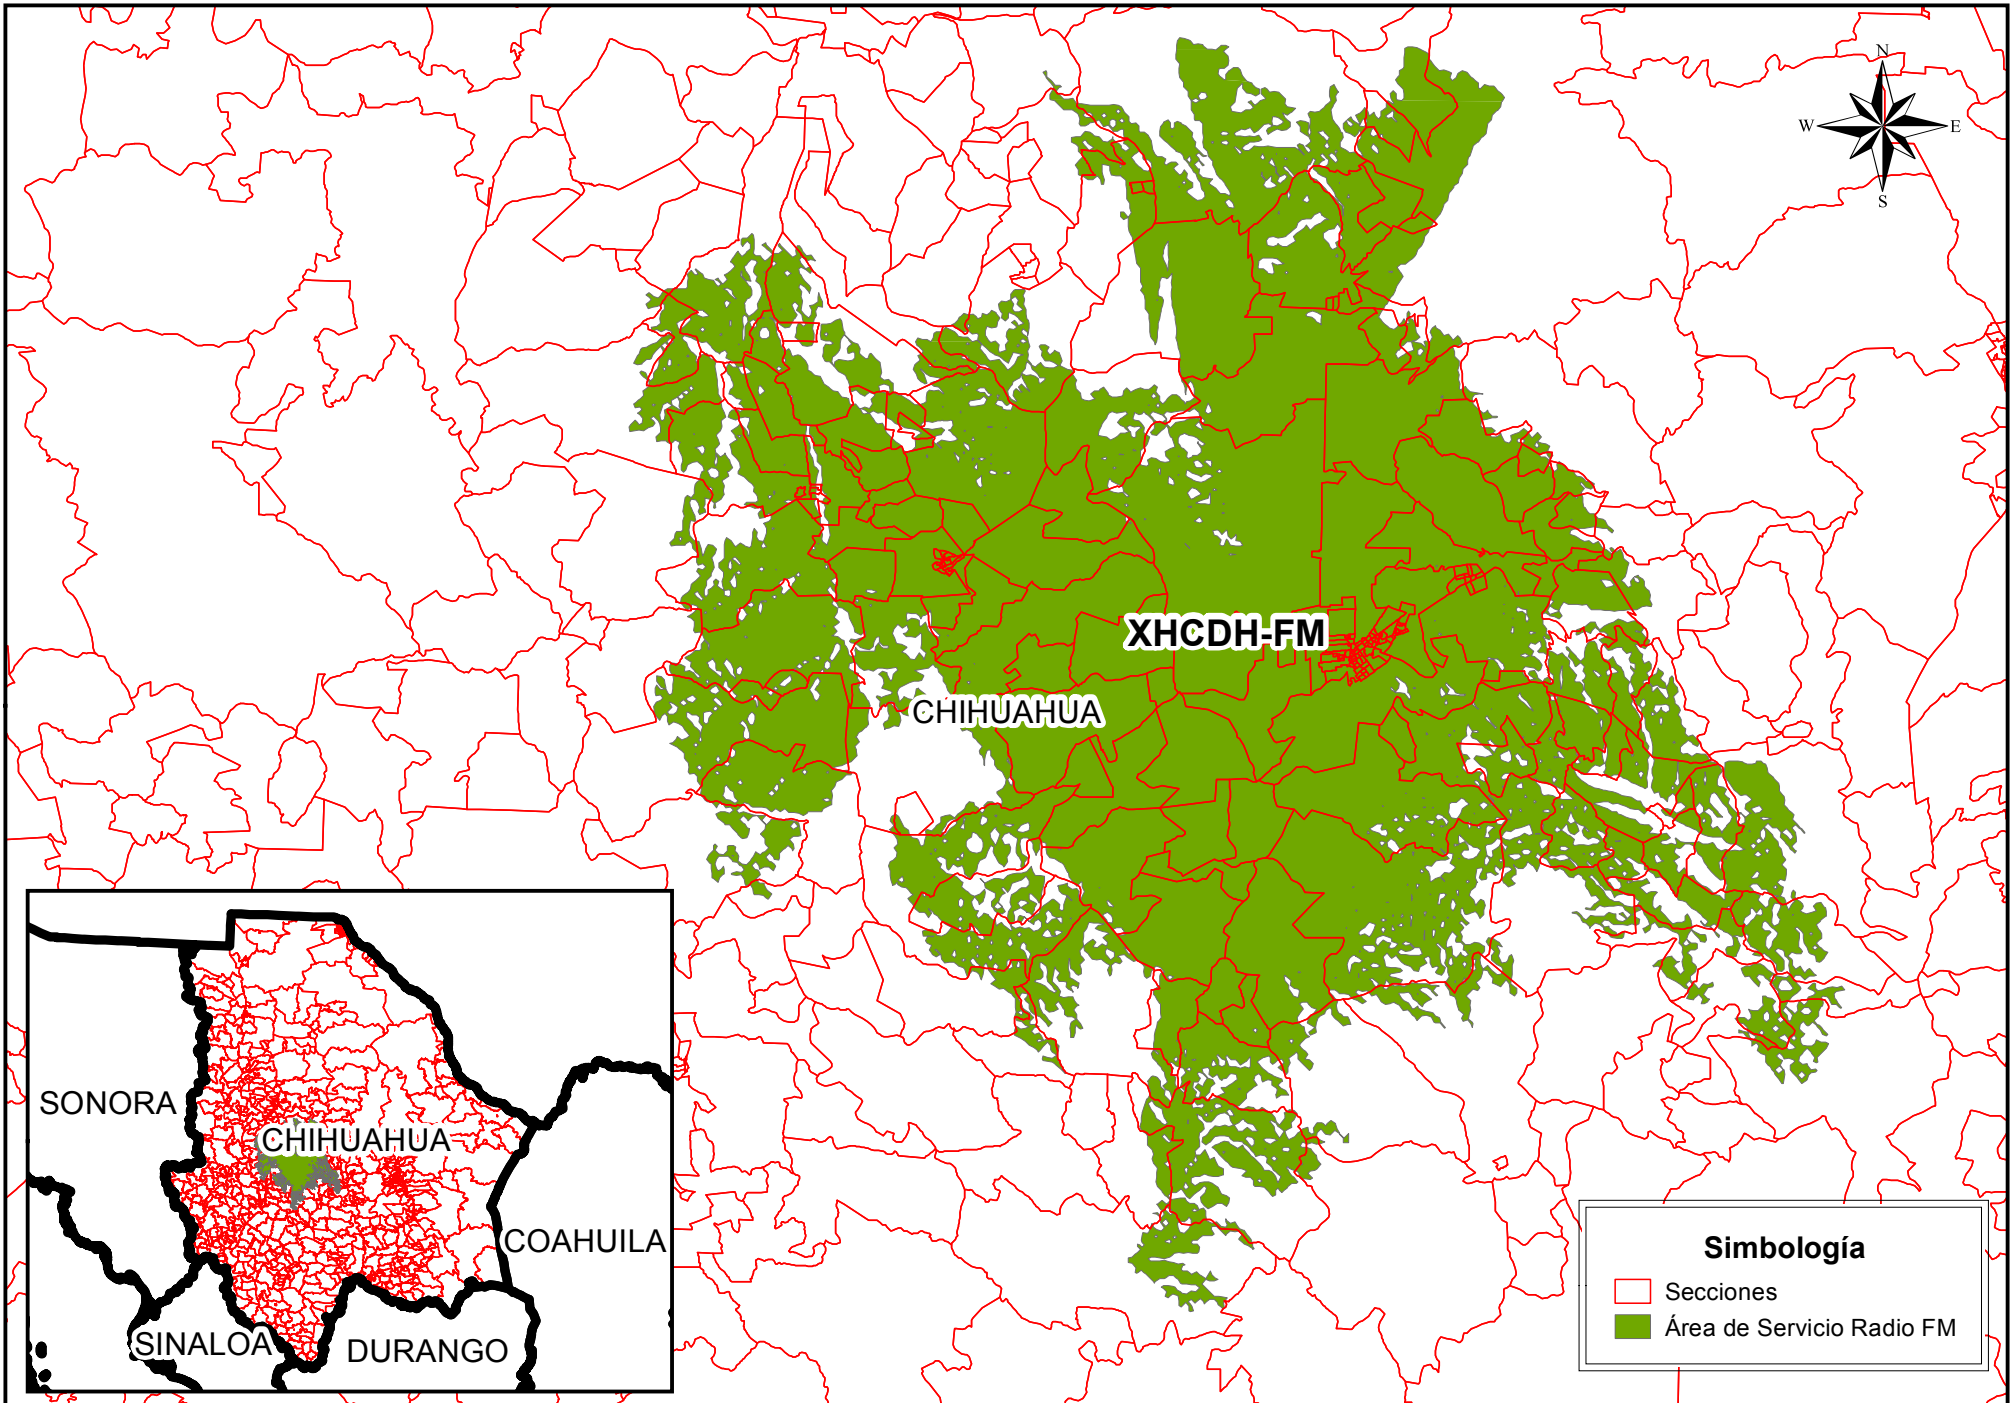 N
W E
S
XHCDH-FM
CHIHUAHUA
SONORA
CHIHUAHUA
COAHUILA
SINALOA
DURANGO
Simbología
Secciones
Área de Servicio Radio FM